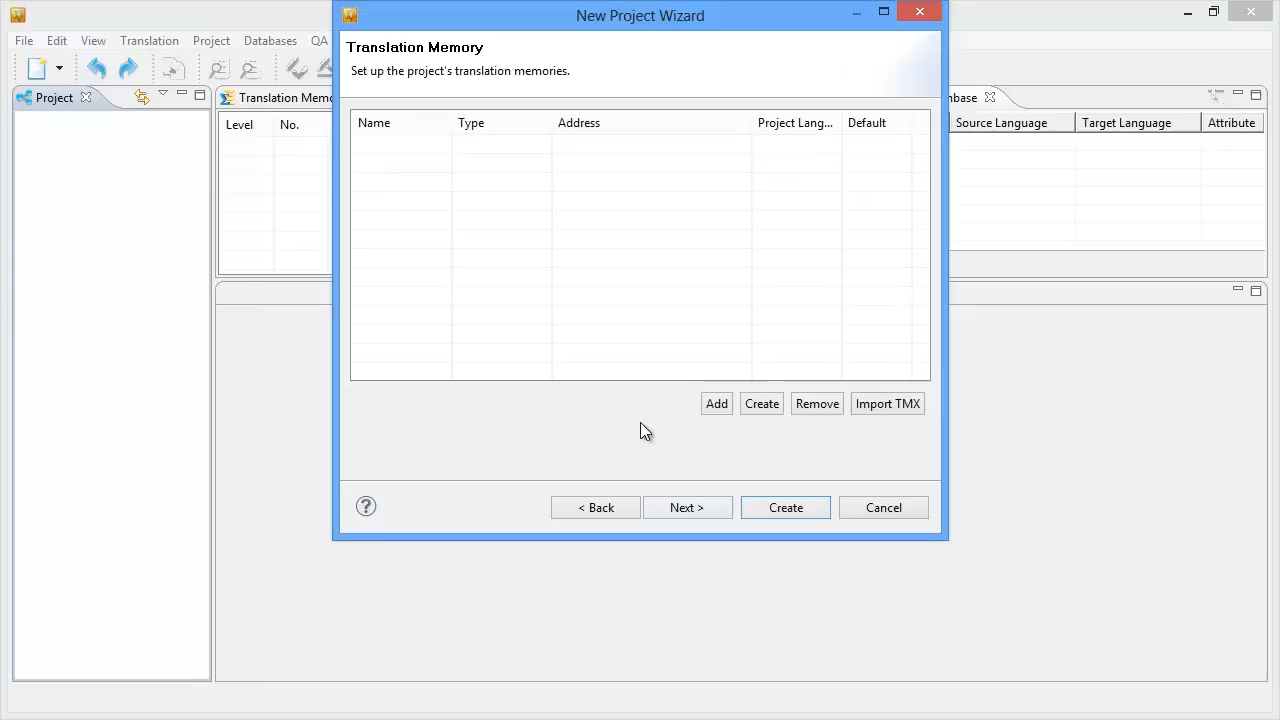 New Project Wizard
File Edit View Translation Project Databases QA
Translation Memory
Set up the project's translation memories.
Project
Translation Memo
base
Level No.
Name Type Address Project Lang... Default
Source Language Target Language Attribute
Add Create Remove Import TMX
< Back Next > Create Cancel